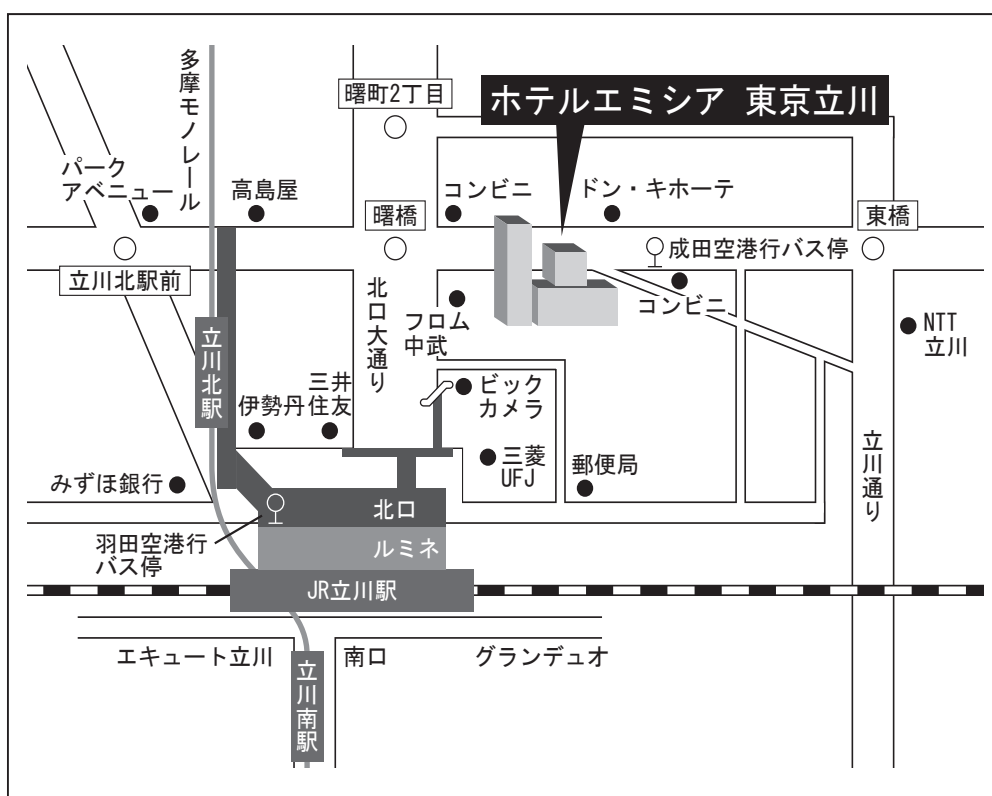 多摩モノレール
曙町2丁目
ホテルエミシア 東京立川
パーク
アベニュー
高島屋
曙橋
コンビニ
ドン・キホーテ
東橋
立川北駅前
成田空港行バス停
コンビニ
北口大通り
フロム
中武
NTT
立川
立川北駅
伊勢丹
三井
住友
ビック
カメラ
みずほ銀行
三菱
UFJ
郵便局
立川通り
北口
羽田空港行
バス停
ルミネ
JR立川駅
エキュート立川
南口
グランデュオ
立川南駅